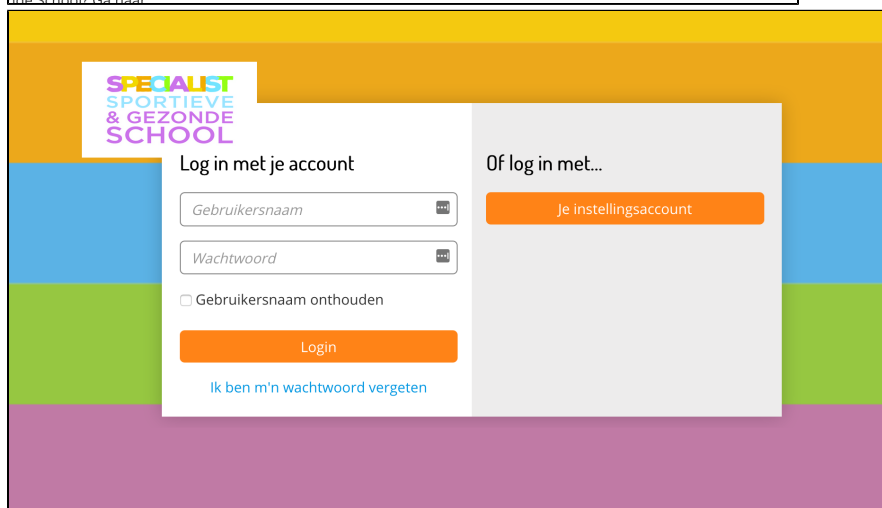 SPECIALIST
SPORTIEVE
& GEZONDE
SCHOOL
Log in met je account
Gebruikersnaam
Wachtwoord
Gebruikersnaam onthouden
Login
Ik ben m'n wachtwoord vergeten
Of log in met...
Je instellingsaccount